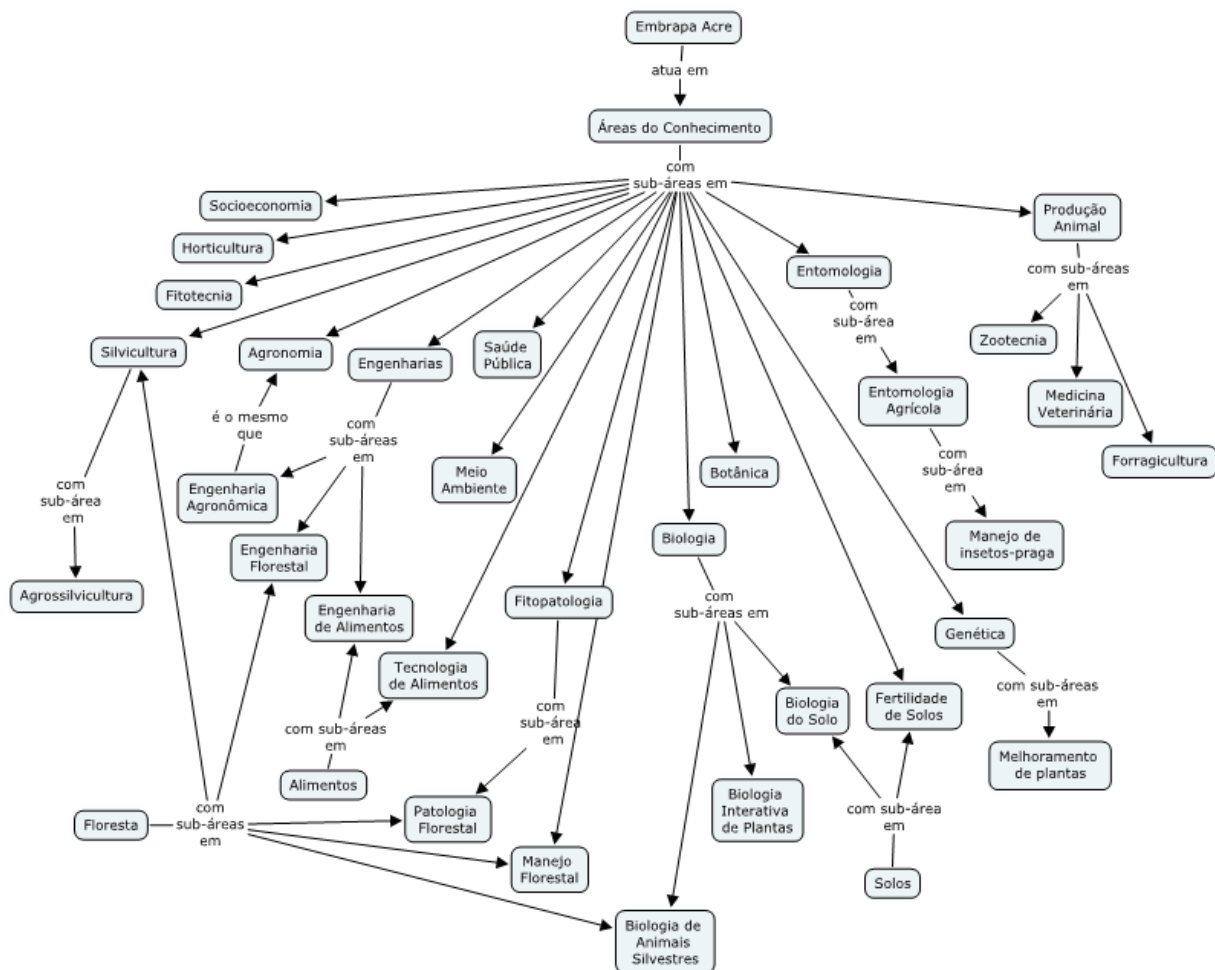 Embrapa Acre
atua em
Áreas do Conhecimento
com
sub-áreas em
Socioeconomia
Horticultura
Fitotecnia
Silvicultura
Agronomia
Engenharias
Saúde
Pública
Entomologia
Produção
Animal
com sub-áreas
em
com
sub-área
em
Zootecnia
Medicina
Veterinária
Forragicultura
Entomologia
Agrícola
com
sub-área
em
Manejo de
insetos-praga
é o mesmo
que
com
sub-áreas
em
Engenharia
Agronômica
Engenharia
Florestal
Meio
Ambiente
Botânica
com
sub-área
em
Agrossilvicultura
Engenharia
de Alimentos
Fitopatologia
Biologia
com
sub-áreas em
Genética
Tecnologia
de Alimentos
com sub-áreas
em
Alimentos
com
sub-área
em
Biologia
do Solo
Fertilidade
de Solos
com sub-áreas
em
Melhoramento
de plantas
Floresta
com
sub-áreas
em
Patologia
Florestal
Manejo
Florestal
Biologia
Interativa
de Plantas
com sub-área
em
Solos
Biologia de
Animais
Silvestres